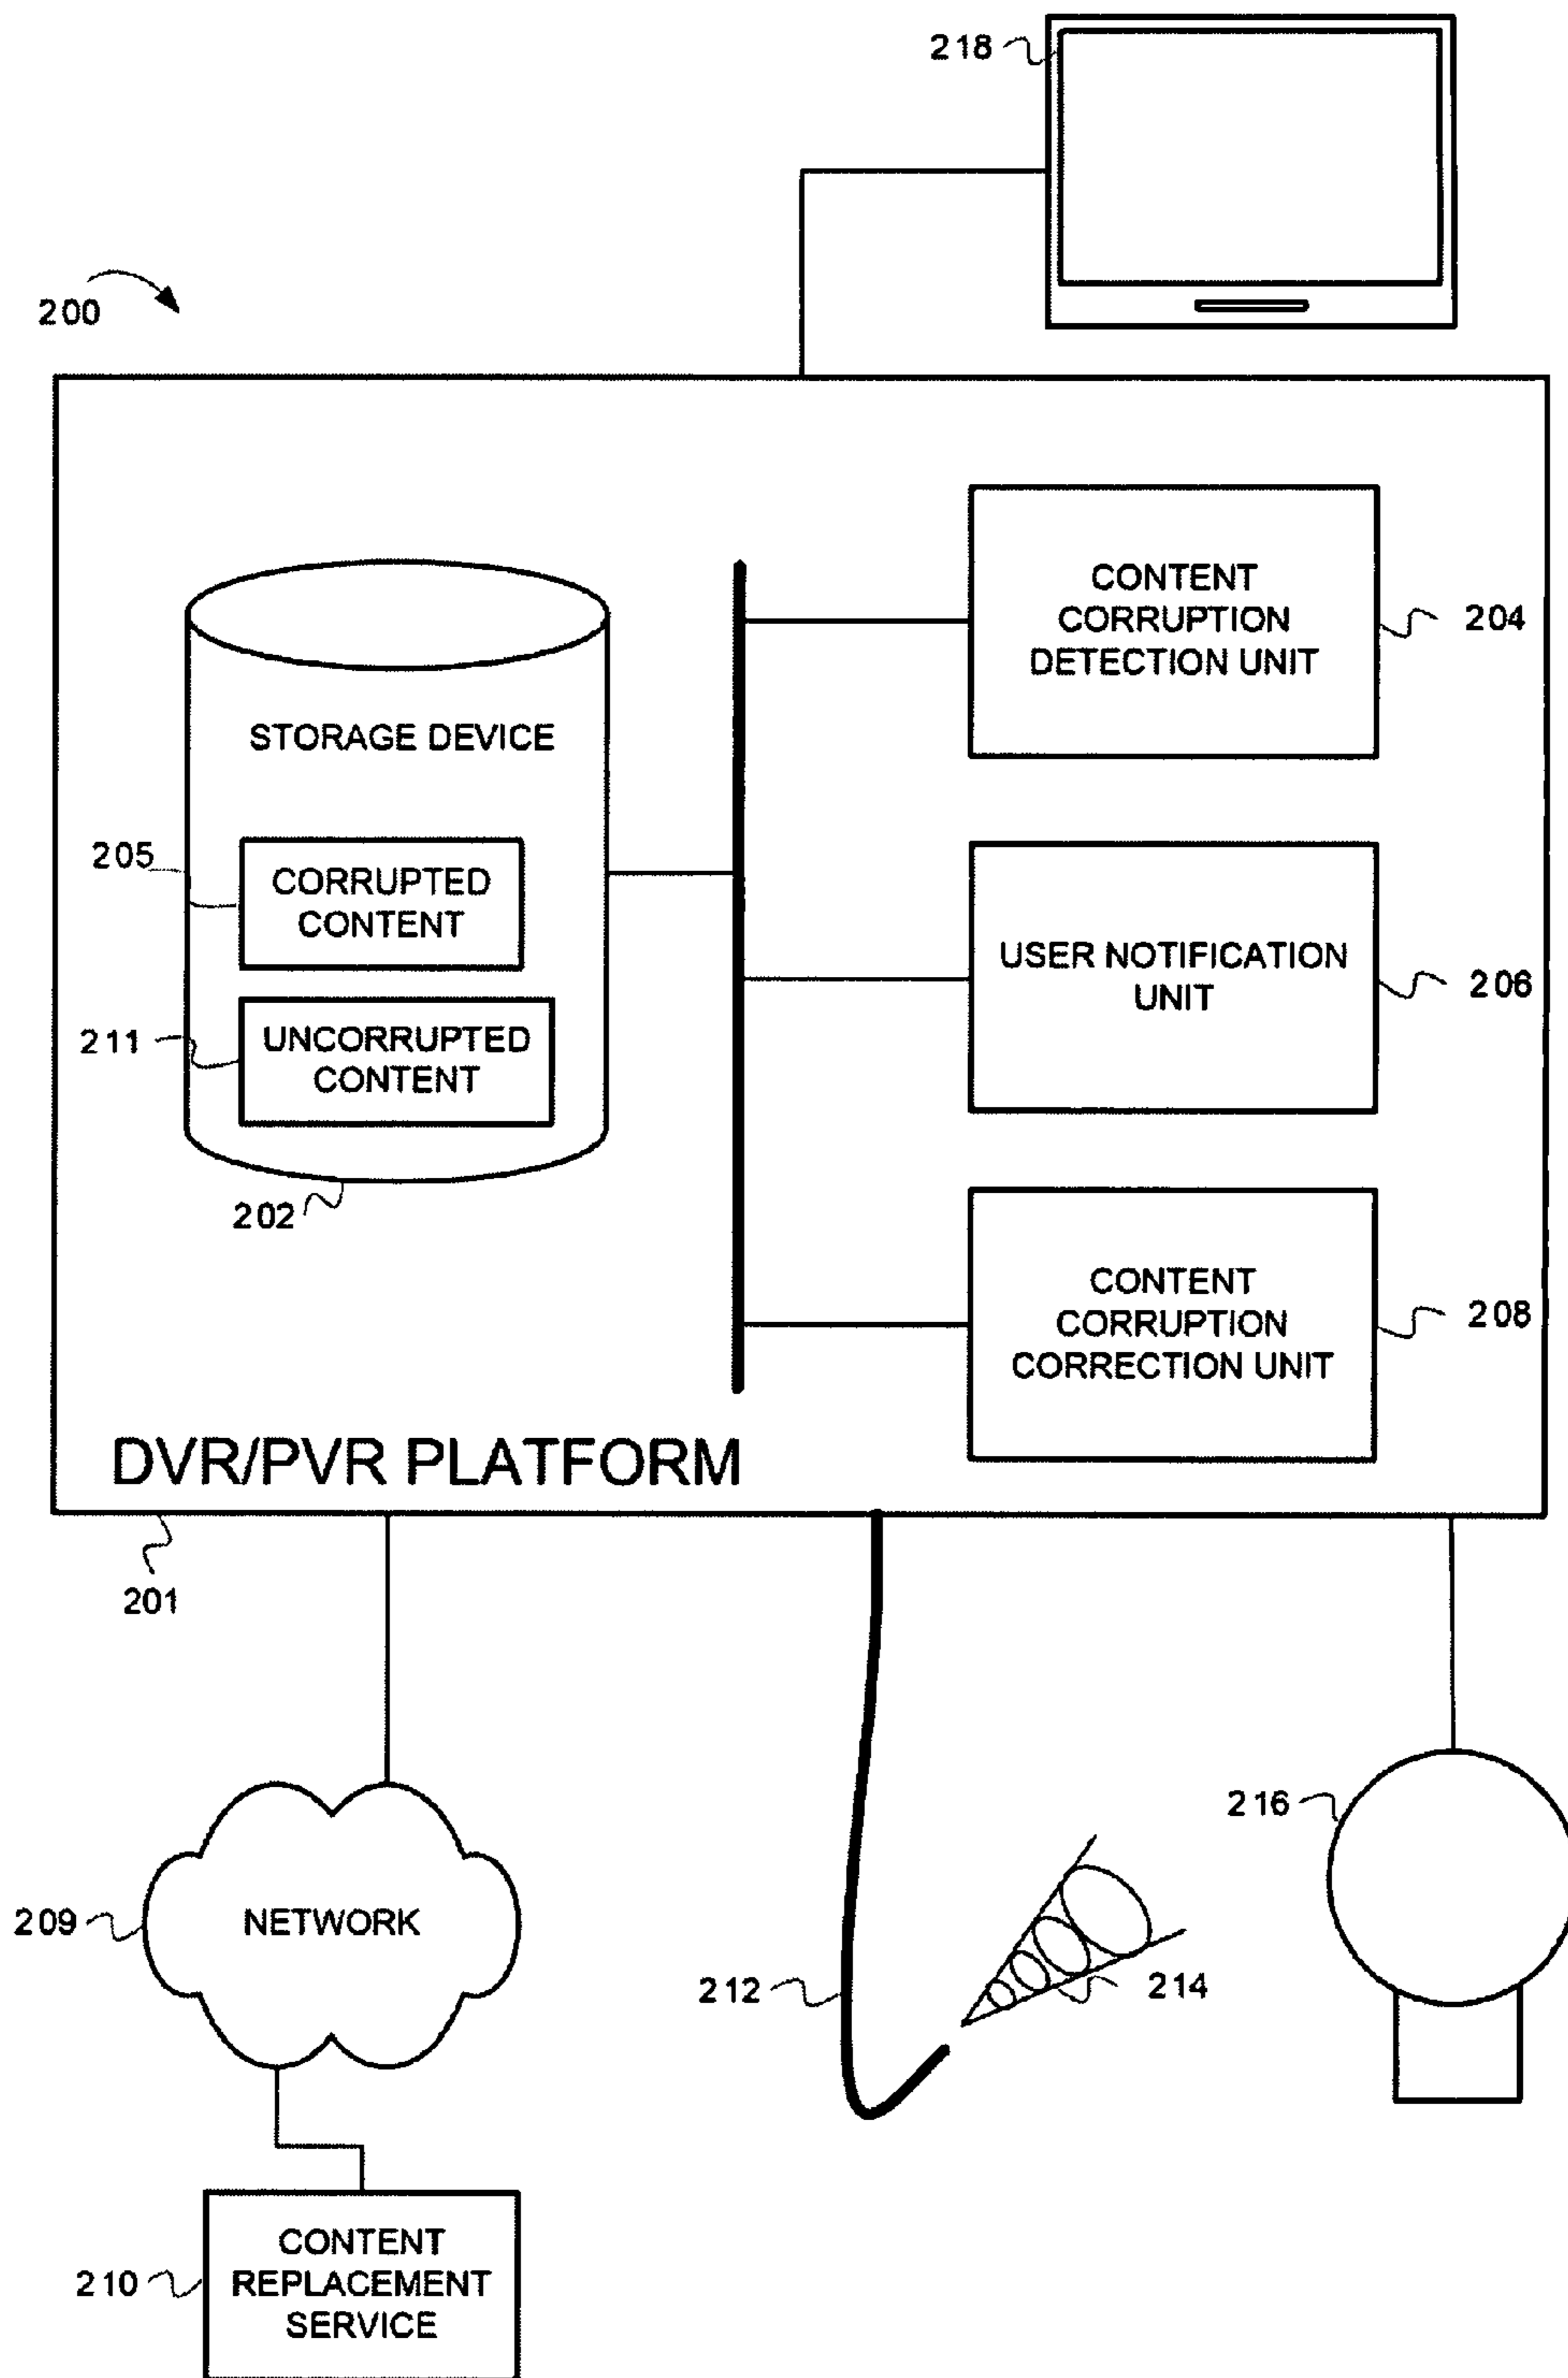 218
200
CONTENT
CORRUPTION
DETECTION UNIT
204
STORAGE DEVICE
205
CORRUPTED
CONTENT
USER NOTIFICATION
UNIT
206
211
UNCORRUPTED
CONTENT
202
CONTENT
CORRUPTION
CORRECTION UNIT
208
DVR/PVR PLATFORM
201
216
209
NETWORK
212
214
CONTENT
REPLACEMENT
SERVICE
210